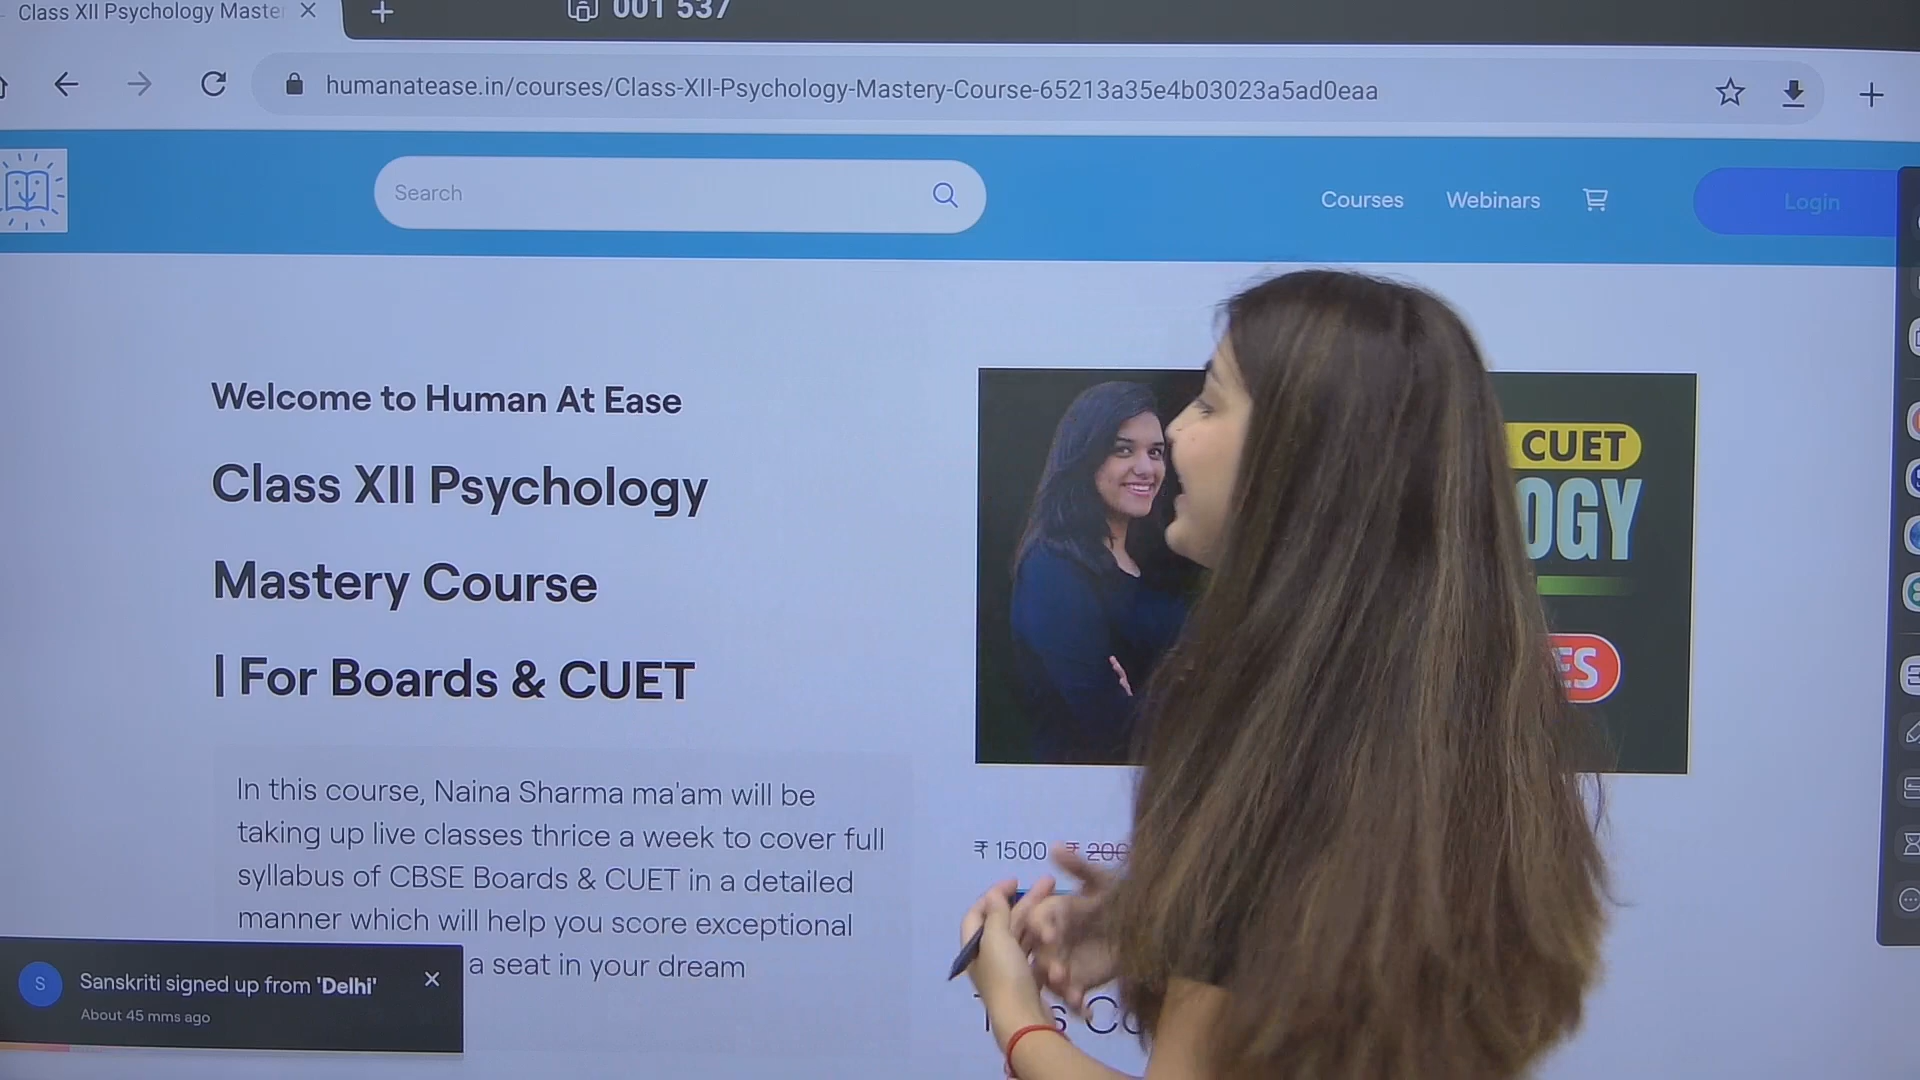 Class XII Psychology Maste
001 537
humanatease.in/courses/Class-XII-Psychology-Mastery-Course-65213a35e4b03023a5ad0eaa
Search
Courses
Webinars
Login
Welcome to Human At Ease
Class XII Psychology
Mastery Course
| For Boards & CUET
CUET
OGY
ES
In this course, Naina Sharma ma'am will be
taking up live classes thrice a week to cover full
syllabus of CBSE Boards & CUET in a detailed
manner which will help you score exceptional
a seat in your dream
₹ 1500 ₹ 200
S
Sanskriti signed up from 'Delhi'
About 45 mms ago